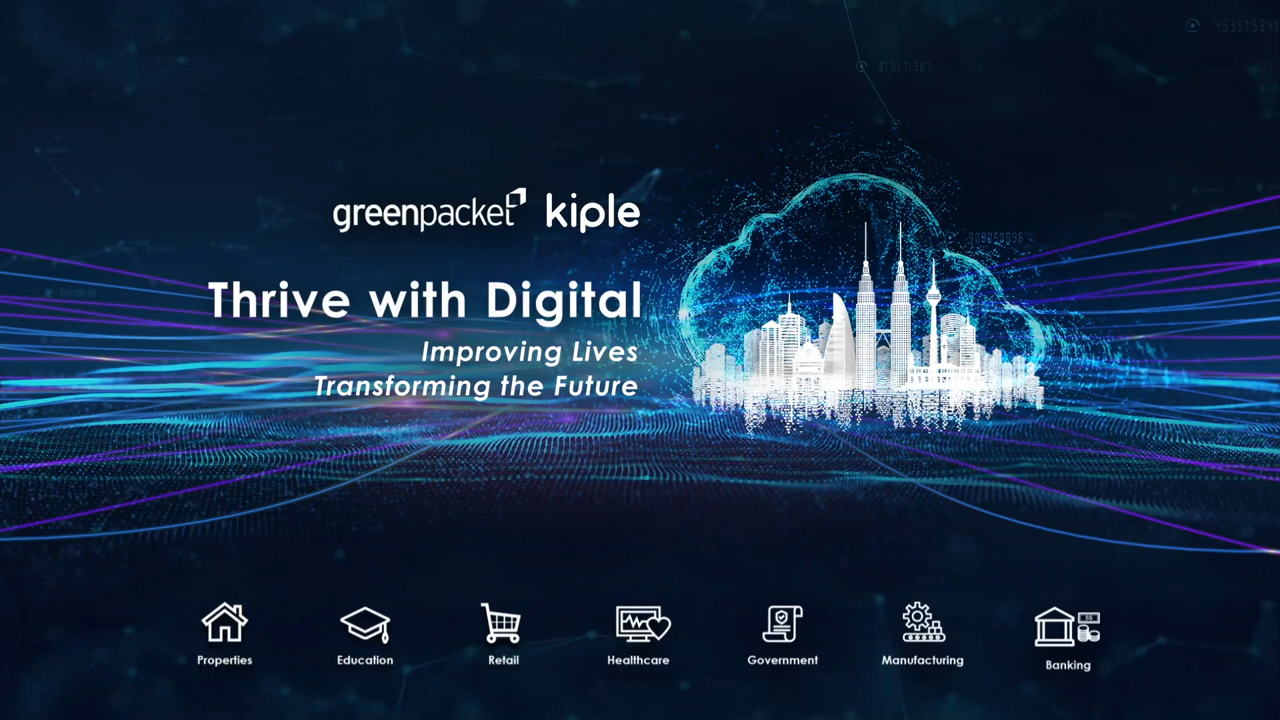 greenpacket kiple
Thrive with Digital
Improving Lives
Transforming the Future
Properties
Education
Retail
Healthcare
Government
Manufacturing
Banking